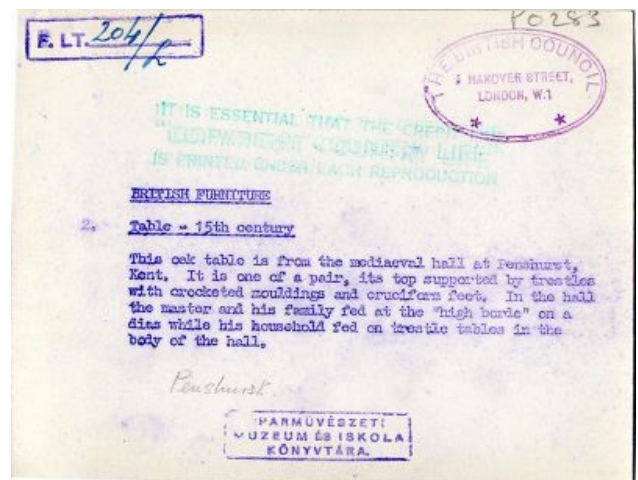 PO283
F. LT. 204/2
THE BRITISH COUNCIL
3 HANOVER STREET,
LONDON, W.1
IT IS ESSENTIAL THAT THE CREDIT LINE
"COPYRIGHT COUNTRY LIFE"
IS PRINTED UNDER EACH REPRODUCTION
BRITISH FURNITURE
2. Table - 15th century
This oak table is from the mediaeval hall at Penshurst,
Kent. It is one of a pair, its top supported by trestles
with crocketed mouldings and cruciform feet. In the hall
the master and his family fed at the "high borde" on a
dias while his household fed on trestle tables in the
body of the hall.
Penshurst.
IPARMŰVÉSZETI
MUZEUM ÉS ISKOLA
KÖNYVTÁRA.